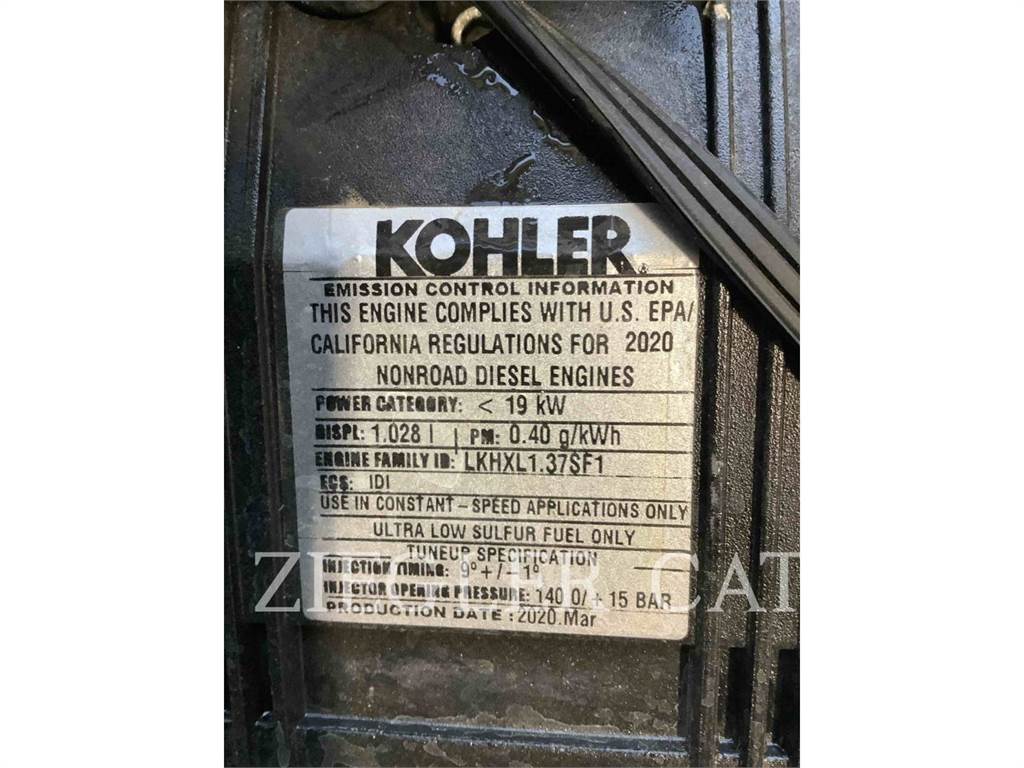 KOHLER
EMISSION CONTROL INFORMATION
THIS ENGINE COMPLIES WITH U.S. EPA/
CALIFORNIA REGULATIONS FOR 2020
NONROAD DIESEL ENGINES
POWER CATEGORY: < 19 kW
DISPL: 1.028 l | PM: 0.40 g/kWh
ENGINE FAMILY ID: LKHXL1.37SF1
ECS: IDI
USE IN CONSTANT - SPEED APPLICATIONS ONLY
ULTRA LOW SULFUR FUEL ONLY
TUNEUP SPECIFICATION
INJECTION TIMING: 9° +/- 1°
INJECTOR OPENING PRESSURE: 140 0/ + 15 BAR
PRODUCTION DATE : 2020.Mar
ZIEGLER CAT